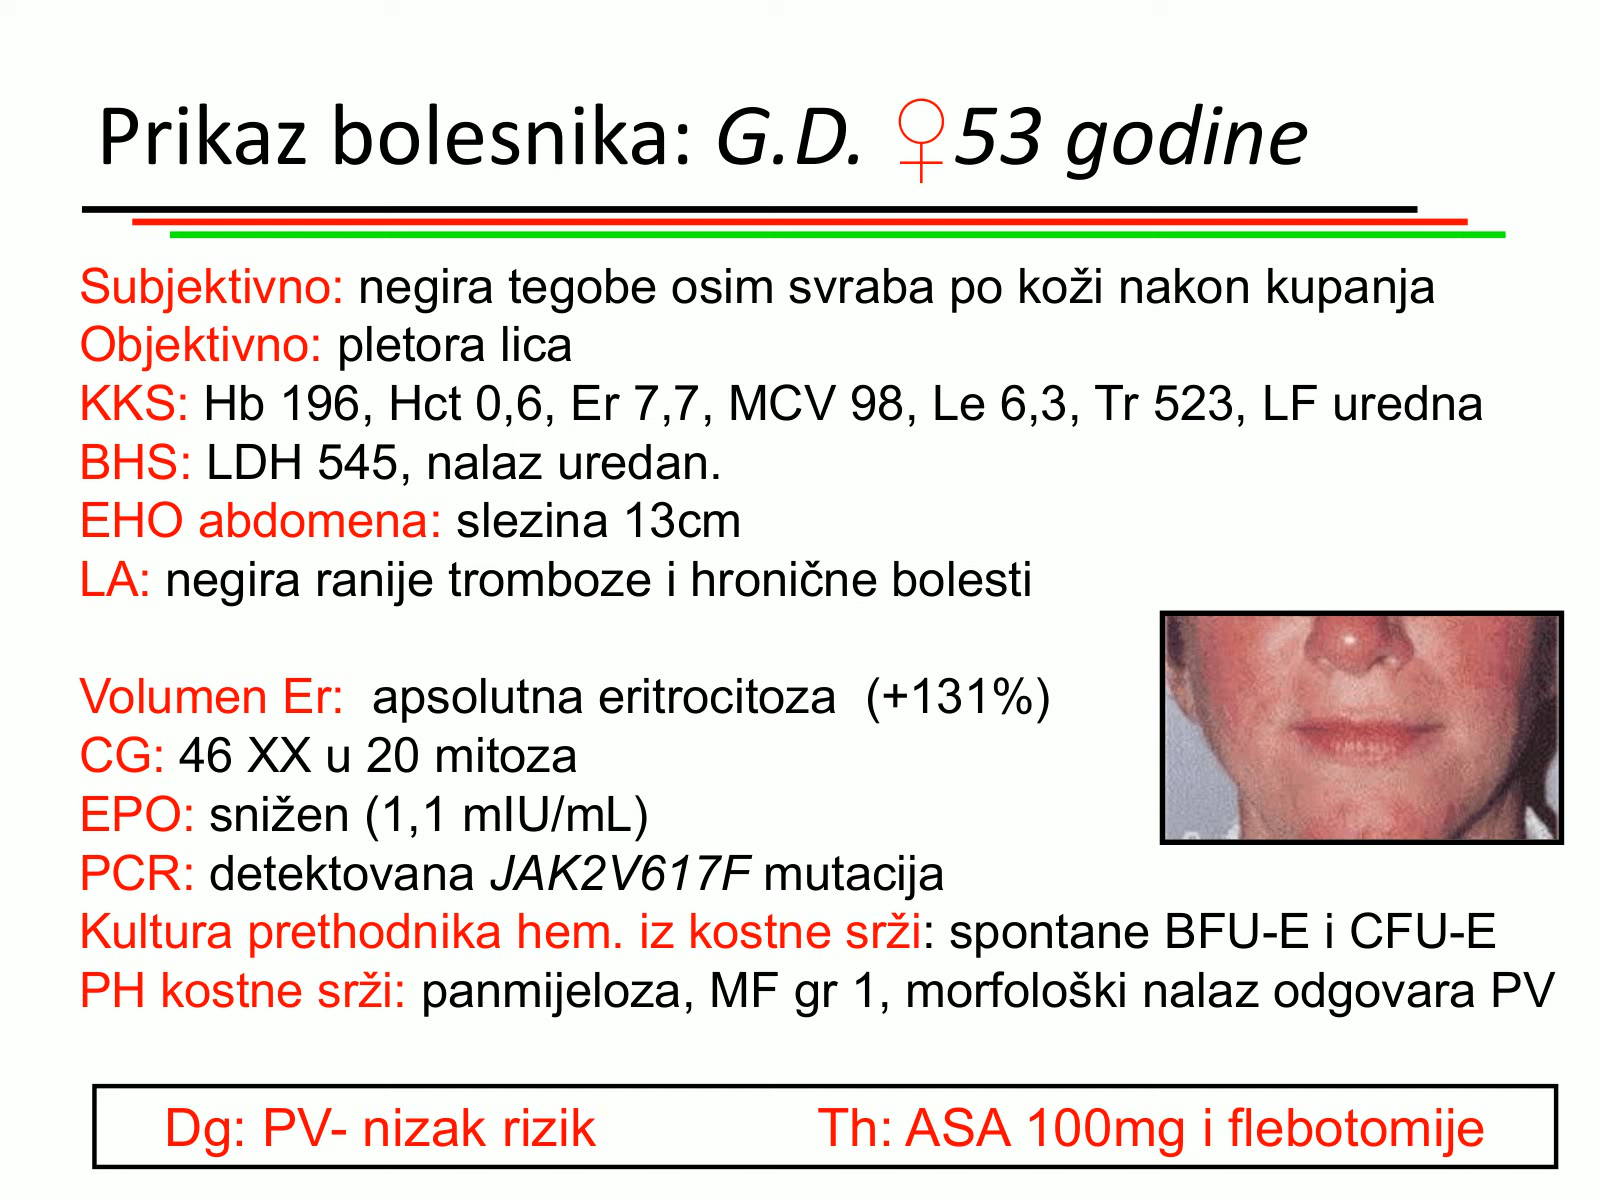 Prikaz bolesnika: G.D. ♀53 godine
Subjektivno: negira tegobe osim svraba po koži nakon kupanja
Objektivno: pletora lica
KKS: Hb 196, Hct 0,6, Er 7,7, MCV 98, Le 6,3, Tr 523, LF uredna
BHS: LDH 545, nalaz uredan.
EHO abdomena: slezina 13cm
LA: negira ranije tromboze i hronične bolesti
Volumen Er: apsolutna eritrocitoza (+131%)
CG: 46 XX u 20 mitoza
EPO: snižen (1,1 mIU/mL)
PCR: detektovana JAK2V617F mutacija
Kultura prethodnika hem. iz kostne srži: spontane BFU-E i CFU-E
PH kostne srži: panmijeloza, MF gr 1, morfološki nalaz odgovara PV
Dg: PV- nizak rizik Th: ASA 100mg i flebotomije